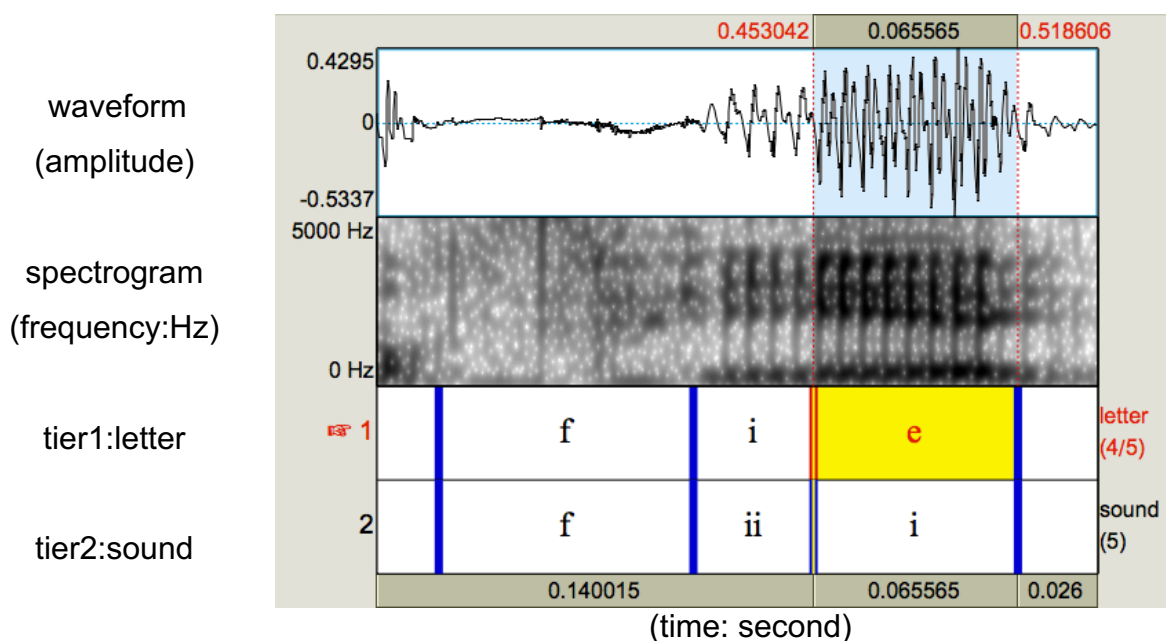 0.453042 0.065565 0.518606
waveform
(amplitude)
0.4295
0
-0.5337
spectrogram
(frequency:Hz)
5000 Hz
0 Hz
tier1:letter
☞ 1 f i e letter
(4/5)
tier2:sound
2 f ii i sound
(5)
0.140015 0.065565 0.026
(time: second)